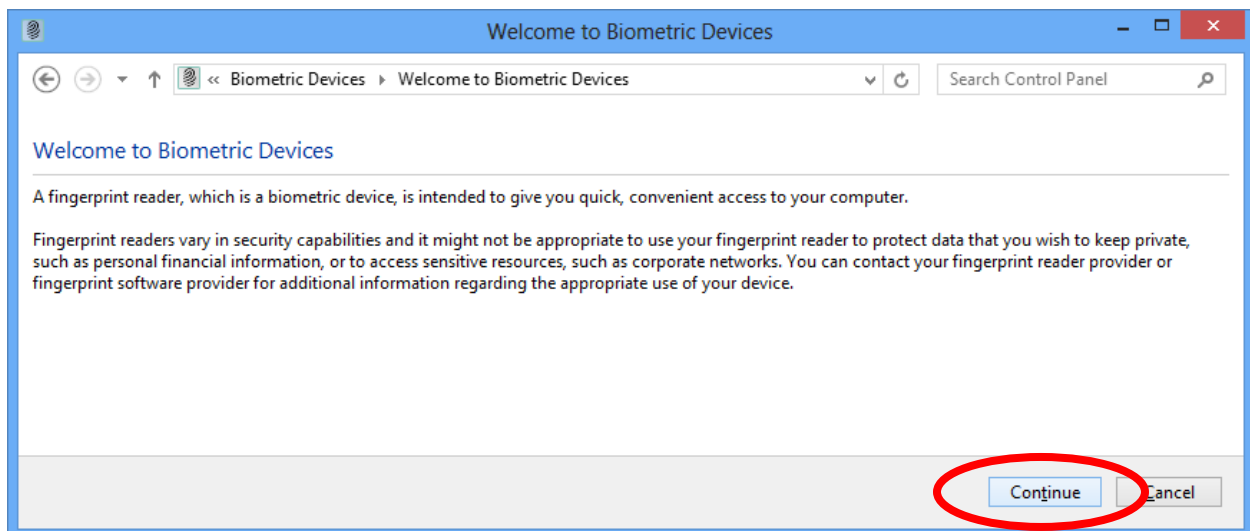 Welcome to Biometric Devices
« Biometric Devices Welcome to Biometric Devices
Search Control Panel
Welcome to Biometric Devices
A fingerprint reader, which is a biometric device, is intended to give you quick, convenient access to your computer.
Fingerprint readers vary in security capabilities and it might not be appropriate to use your fingerprint reader to protect data that you wish to keep private,
such as personal financial information, or to access sensitive resources, such as corporate networks. You can contact your fingerprint reader provider or
fingerprint software provider for additional information regarding the appropriate use of your device.
Continue
Cancel